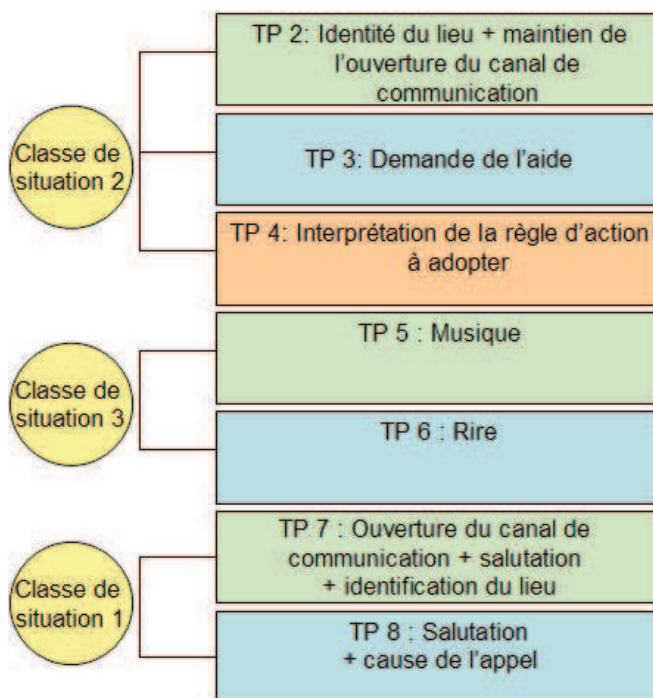 TP 2: Identité du lieu + maintien de
l'ouverture du canal de
communication
Classe de
situation 2
TP 3: Demande de l'aide
TP 4: Interprétation de la règle d'action
à adopter
TP 5 : Musique
Classe de
situation 3
TP 6 : Rire
TP 7 : Ouverture du canal de
communication + salutation
+ identification du lieu
Classe de
situation 1
TP 8 : Salutation
+ cause de l'appel